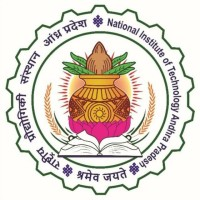 राष्ट्रीय प्रौद्योगिकी संस्थान आंध्र प्रदेश
National Institute of Technology Andhra Pradesh
श्रमेव जयते